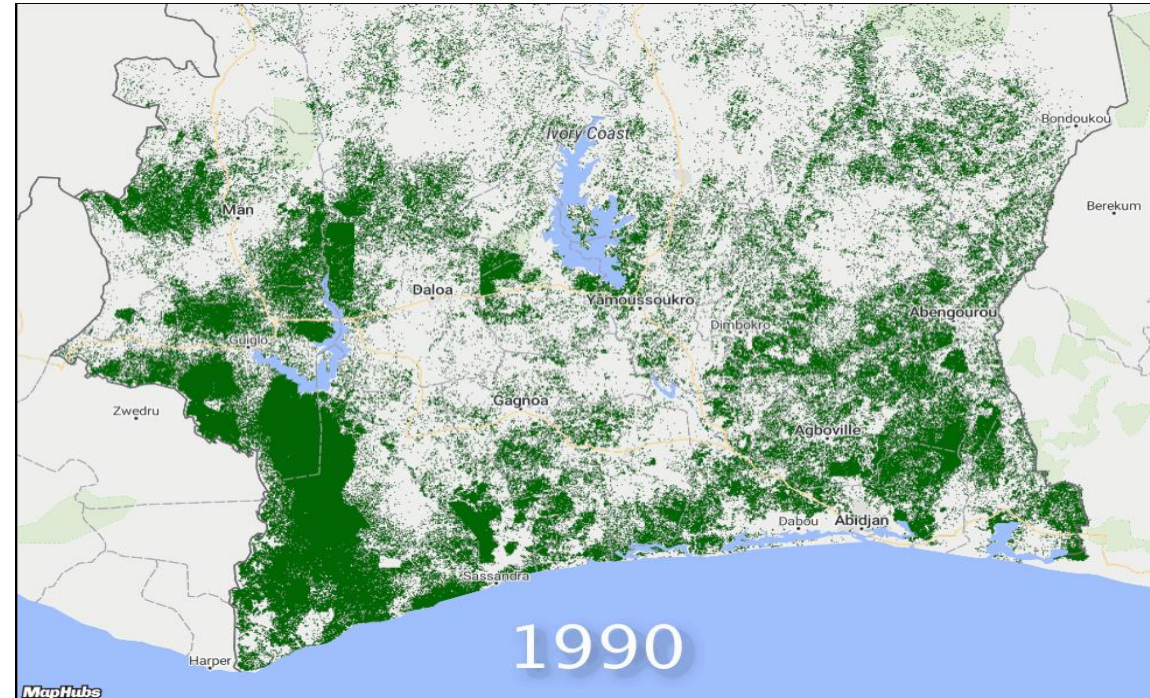 Ivory Coast
Bondoukou
Man
Berekum
Daloa
Yamoussoukro
Abengourou
Dimbokro
Guiglo
Zwedru
Gagnoa
Agboville
Dabou
Abidjan
Sassandra
1990
Harper
MapHubs